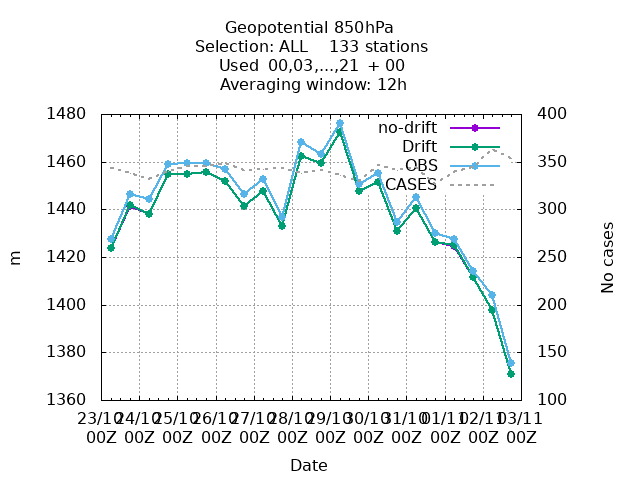 Geopotential 850hPa
Selection: ALL 133 stations
Used 00,03,...,21 + 00
Averaging window: 12h
1480
1460
1440
1420
1400
1380
1360
m
400
350
300
250
200
150
100
No cases
no-drift
Drift
OBS
CASES
23/10 24/10 25/10 26/10 27/10 28/10 29/10 30/10 31/10 01/11 02/11 03/11
00Z 00Z 00Z 00Z 00Z 00Z 00Z 00Z 00Z 00Z 00Z 00Z
Date